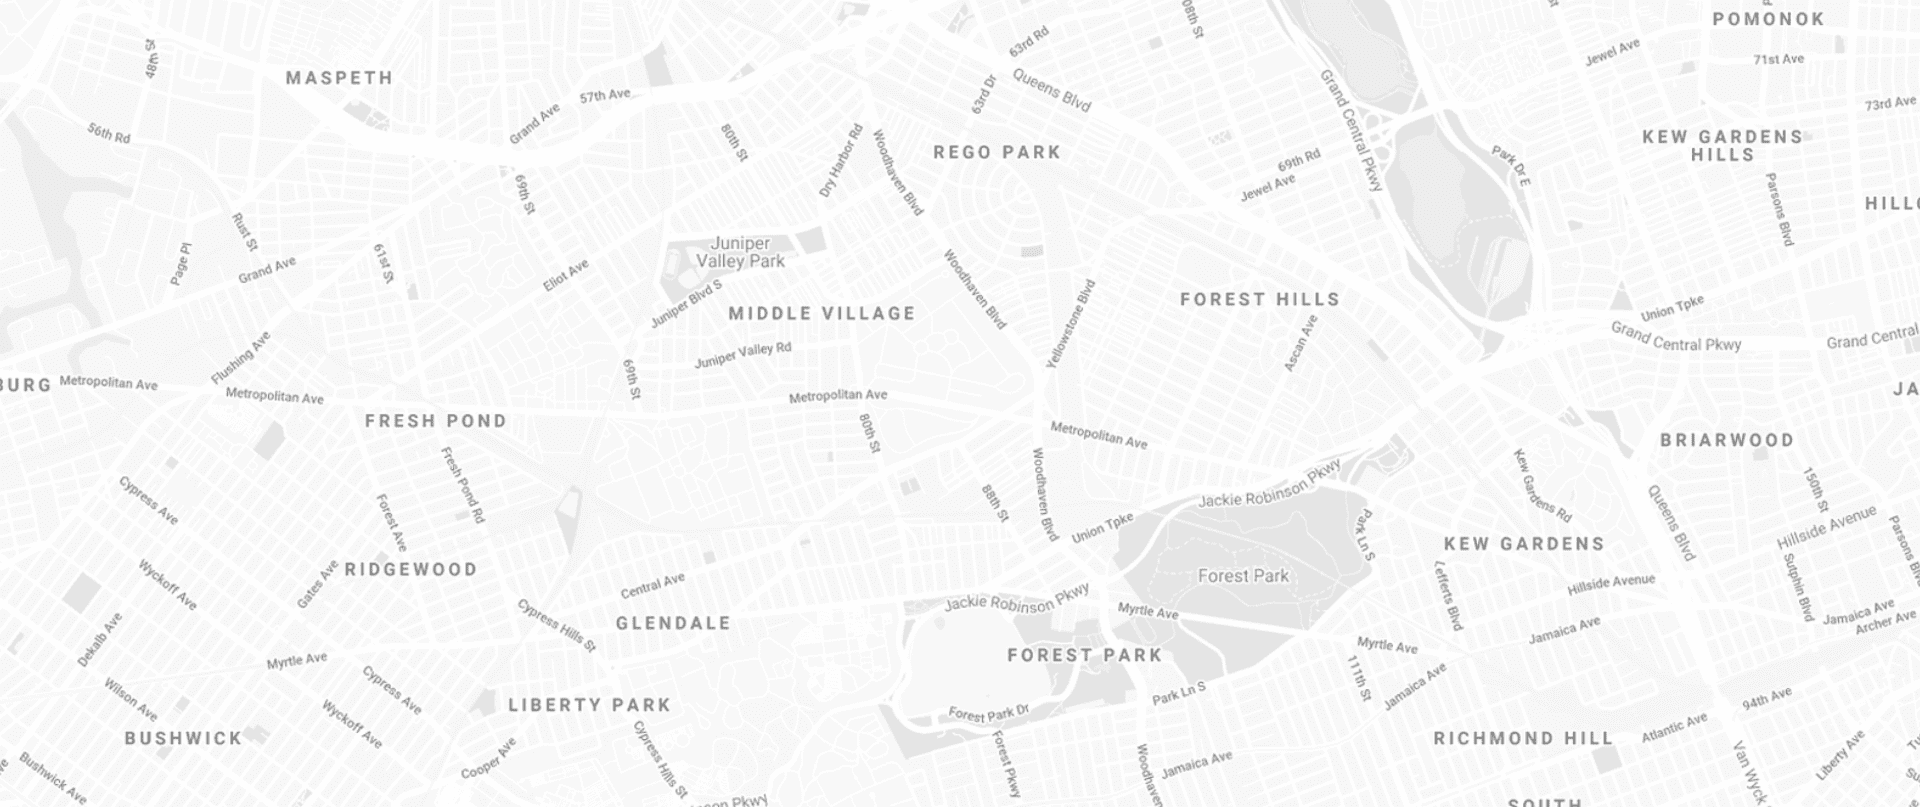 POMONOK
08th St
63rd Rd
Jewel Ave
48th St
71st Ave
MASPETH
Queens Blvd
63rd Dr
57th Ave
73rd Ave
Grand Ave
Grand Central Pkwy
56th Rd
80th St
KEW GARDENS
HILLS
Dry Harbor Rd
Woodhaven Blvd
REGO PARK
69th Rd
Park Dr E
Jewel Ave
69th St
Parsons Blvd
HILLC
Rust St
Juniper
Valley Park
Page Pl
61st St
Grand Ave
Eliot Ave
Woodhaven Blvd
Juniper Blvd S
FOREST HILLS
Union Tpke
MIDDLE VILLAGE
Yellowstone Blvd
Ascan Ave
Grand Central Pkwy
Grand Central
Flushing Ave
Juniper Valley Rd
69th St
BURG
Metropolitan Ave
Metropolitan Ave
Metropolitan Ave
JA
FRESH POND
80th St
Metropolitan Ave
BRIARWOOD
Fresh Pond Rd
Woodhaven Blvd
Jackie Robinson Pkwy
Kew Gardens Rd
150th St
Cypress Ave
Forest Ave
88th St
Union Tpke
Park Ln S
Queens Blvd
Hillside Avenue
Parsons Blvd
KEW GARDENS
RIDGEWOOD
Wyckoff Ave
Gates Ave
Central Ave
Forest Park
Lefferts Blvd
Hillside Avenue
Sutphin Blvd
Jackie Robinson Pkwy
Myrtle Ave
Jamaica Ave
Archer Ave
Cypress Hills St
GLENDALE
Jamaica Ave
Dekalb Ave
Myrtle Ave
Myrtle Ave
FOREST PARK
111th St
Jamaica Ave
Cypress Ave
Park Ln S
Wilson Ave
Wyckoff Ave
LIBERTY PARK
Forest Park Dr
94th Ave
Atlantic Ave
BUSHWICK
RICHMOND HILL
Cypress Hills St
Cooper Ave
Forest Pkwy
Woodhaven
Jamaica Ave
Van Wyck
Liberty Ave
Bushwick Ave
son Pkwy
SOUTH